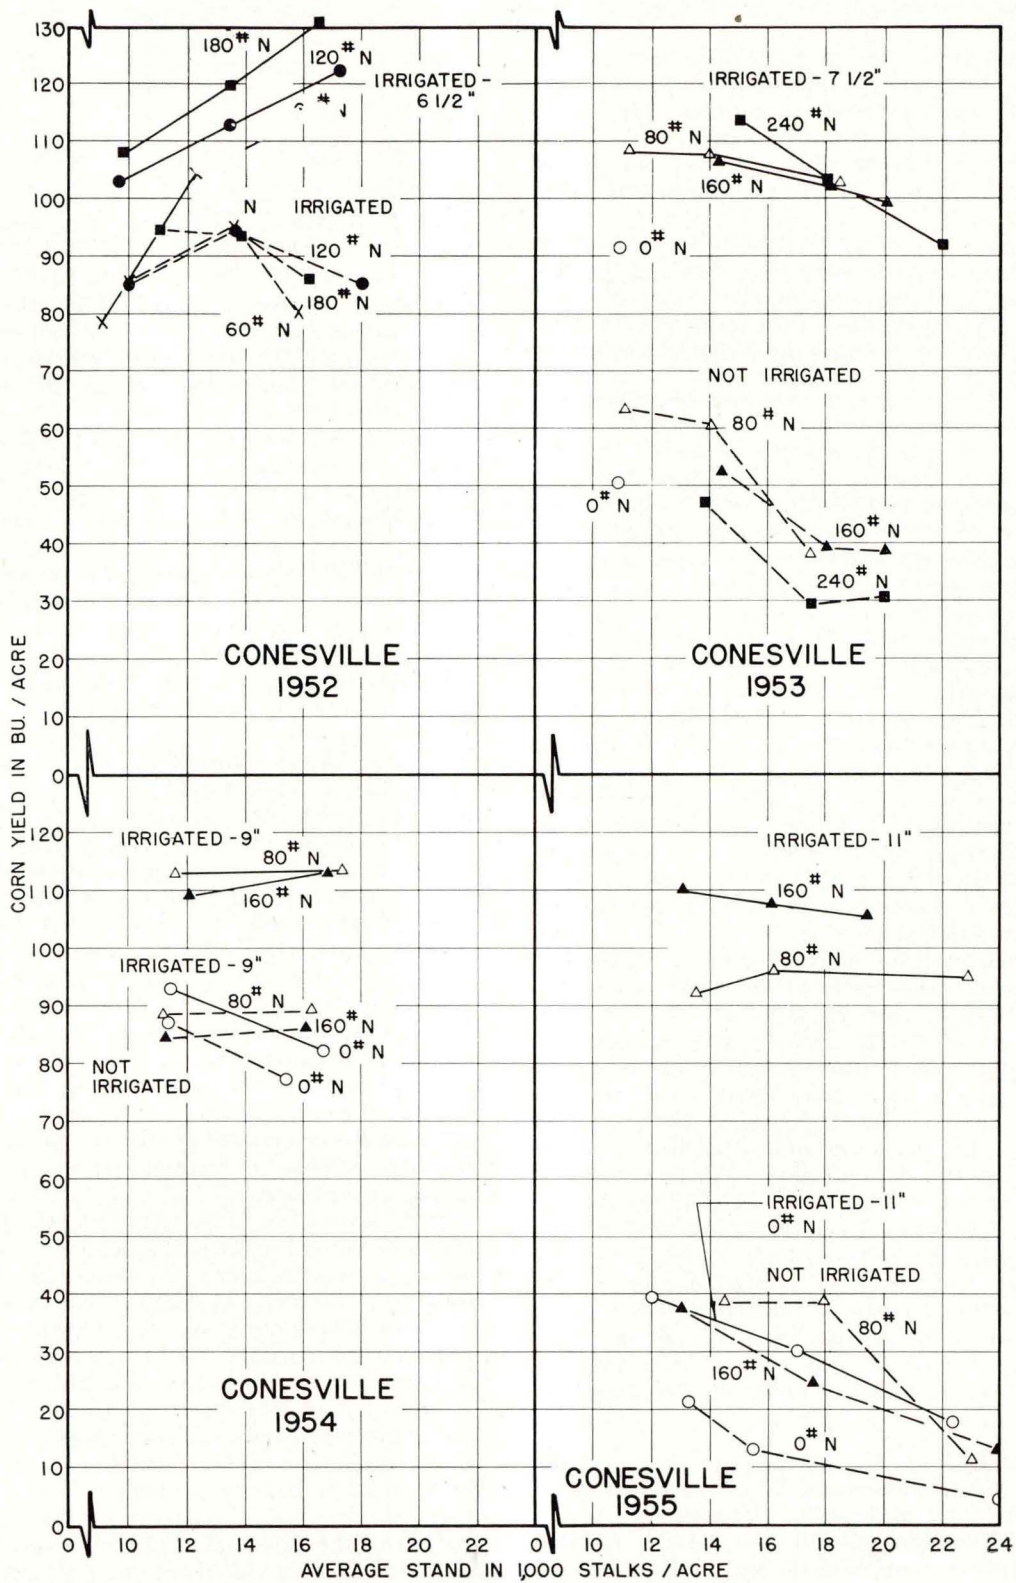 CORN YIELD IN BU. / ACRE
130
120
110
100
90
80
70
60
50
40
30
20
10
0
180# N
120# N
IRRIGATED -
6 1/2"
# N
N IRRIGATED
120# N
180# N
60# N
CONESVILLE
1952
IRRIGATED - 7 1/2"
80# N
240# N
160# N
0# N
NOT IRRIGATED
80# N
0# N
160# N
240# N
CONESVILLE
1953
120
110
100
90
80
70
60
50
40
30
20
10
0
IRRIGATED - 9"
80# N
160# N
IRRIGATED - 9"
80# N
160# N
0# N
NOT
IRRIGATED
0# N
CONESVILLE
1954
IRRIGATED - 11"
160# N
80# N
IRRIGATED - 11"
0# N
NOT IRRIGATED
80# N
160# N
0# N
CONESVILLE
1955
0 10 12 14 16 18 20 22 0 10 12 14 16 18 20 22 24
AVERAGE STAND IN 1,000 STALKS / ACRE